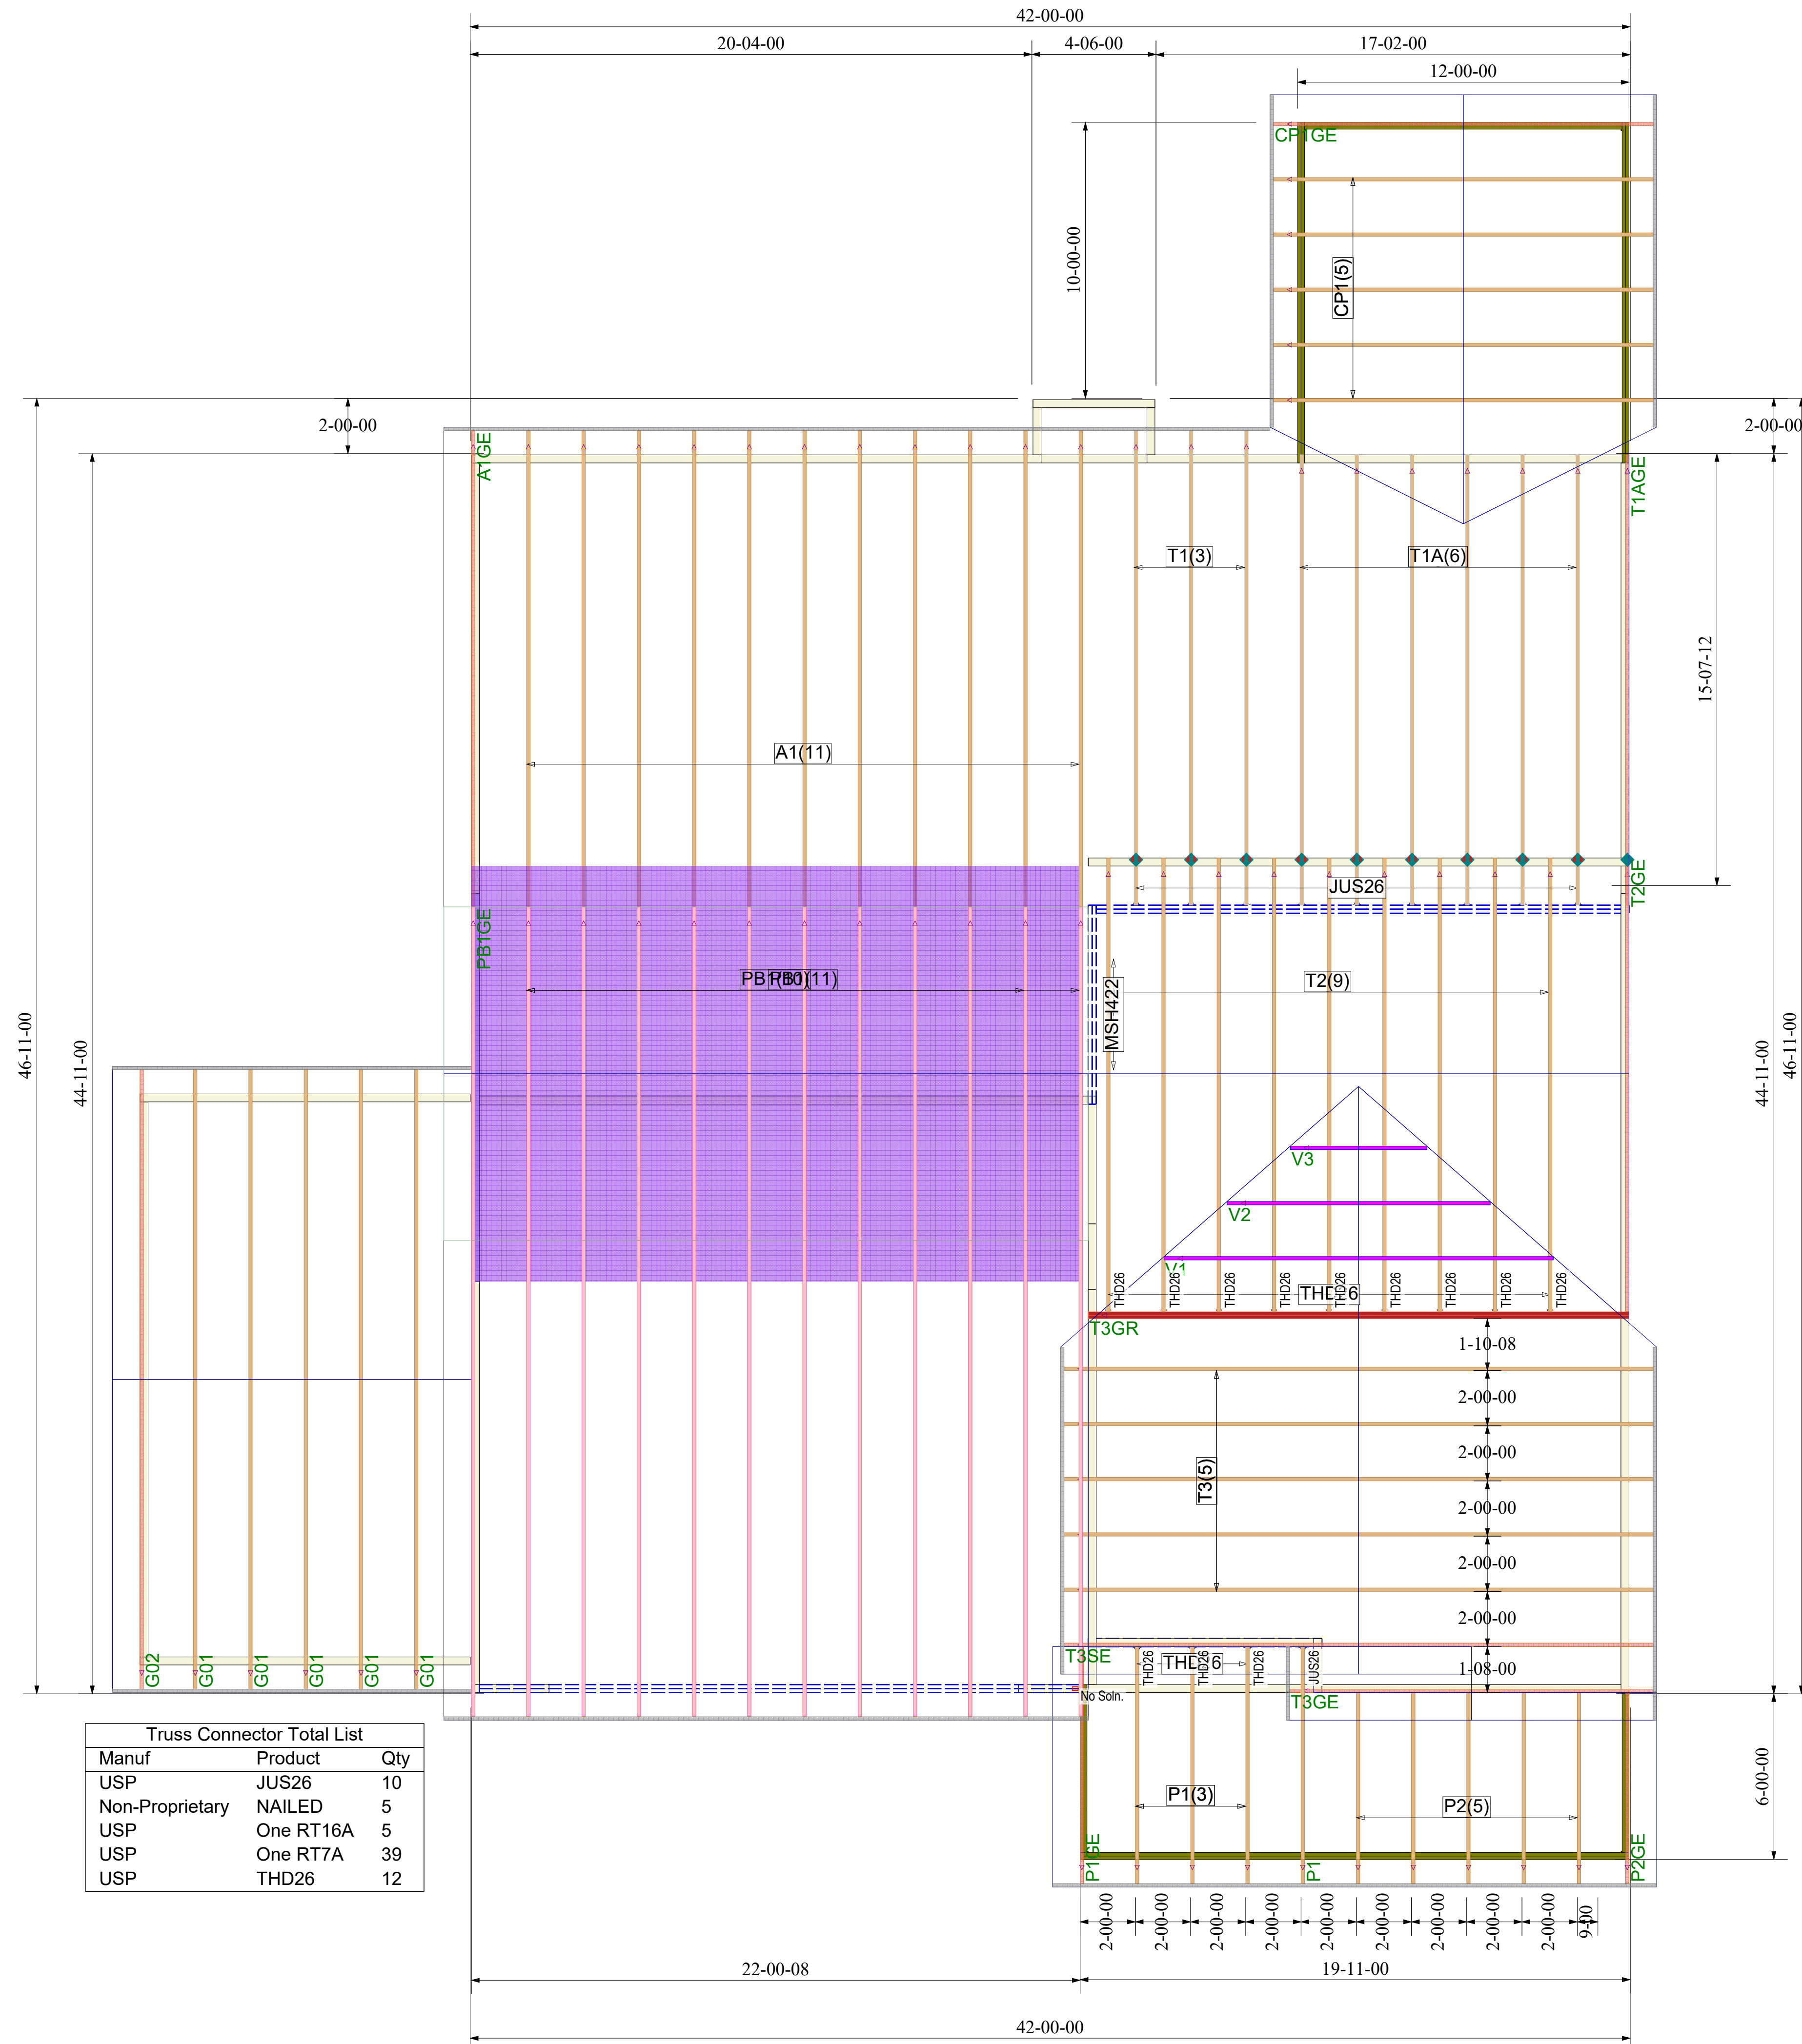 42-00-00
20-04-00
4-06-00
17-02-00
12-00-00
CP1GE
10-00-00
CP1(5)
2-00-00
2-00-00
A1GE
T1AGE
T1(3)
T1A(6)
15-07-12
A1(11)
JUS26
T2GE
PB1GE
PB1(10)
PB1(11)
MSH422
T2(9)
46-11-00
44-11-00
44-11-00
46-11-00
V3
V2
V1
THD26
THD26
THD26
THD26
THD26
THD26
THD26
THD26
THD26
THD26
T3GR
1-10-08
2-00-00
2-00-00
T3(5)
2-00-00
2-00-00
2-00-00
T3SE
THD26
THD26
THD26
THD26
JUS26
1-08-00
G02
G01
G01
G01
G01
G01
No Soln.
T3GE
Truss Connector Total List
Manuf Product Qty
USP JUS26 10
Non-Proprietary NAILED 5
USP One RT16A 5
USP One RT7A 39
USP THD26 12
P1(3)
P2(5)
6-00-00
P1GE
P1
P2GE
2-00-00
2-00-00
2-00-00
2-00-00
2-00-00
2-00-00
2-00-00
2-00-00
2-00-00
9-00
22-00-08
19-11-00
42-00-00